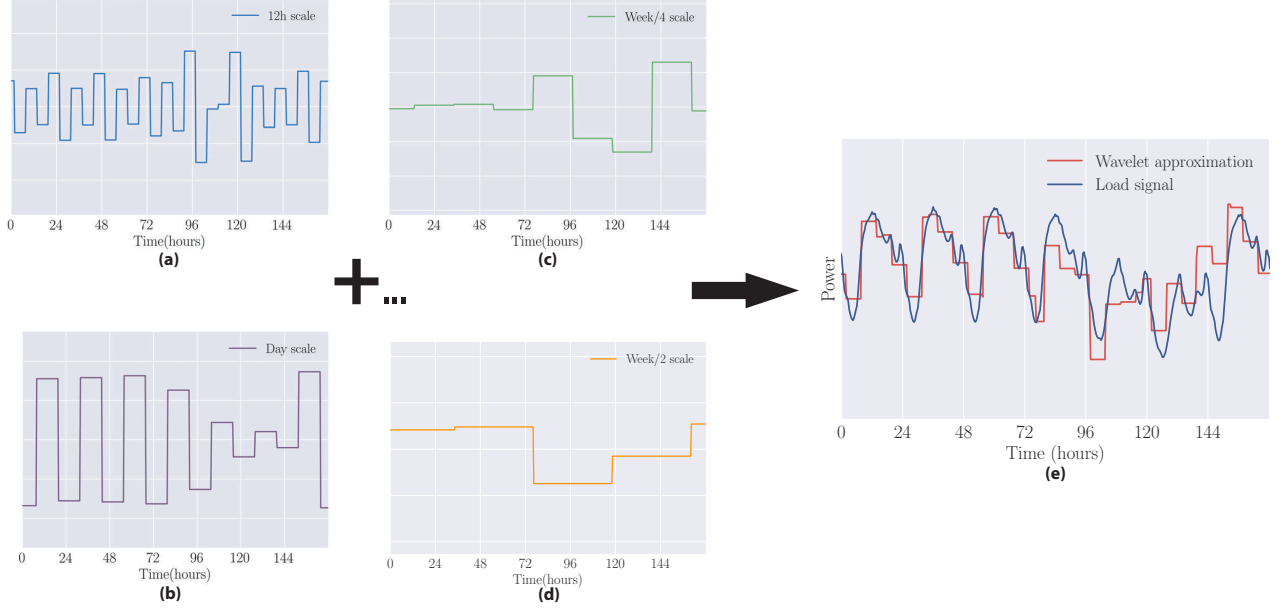 12h scale
0 24 48 72 96 120 144
Time(hours)
(a)
Week/4 scale
0 24 48 72 96 120 144
Time(hours)
(c)
+ ...
Day scale
0 24 48 72 96 120 144
Time(hours)
(b)
Week/2 scale
0 24 48 72 96 120 144
Time(hours)
(d)
Wavelet approximation
Load signal
Power
0 24 48 72 96 120 144
Time (hours)
(e)